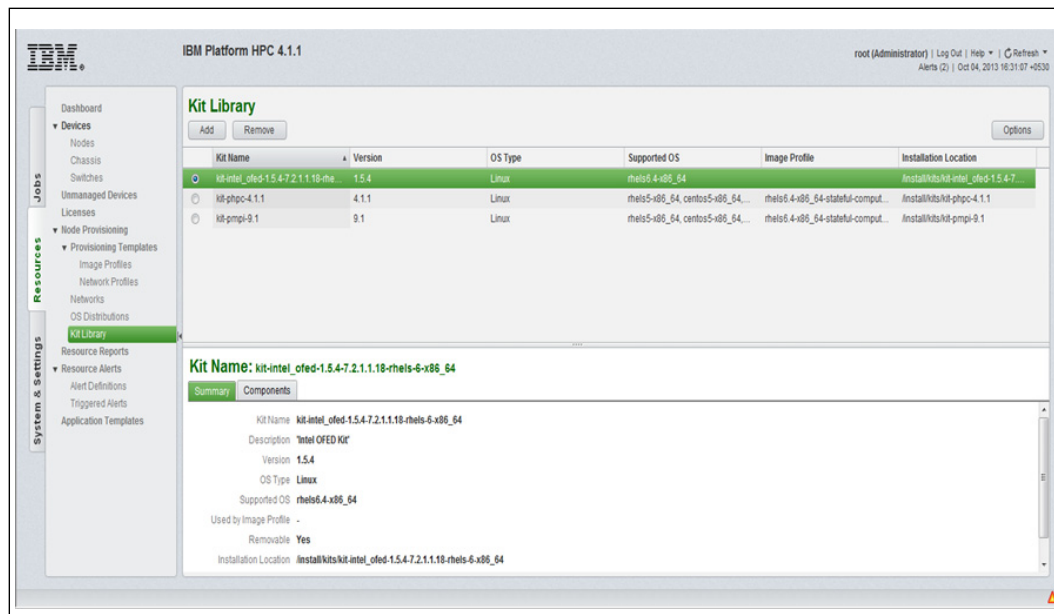 IBM
IBM Platform HPC 4.1.1
root (Administrator) | Log Out | Help | Refresh
Alerts (2) | Oct 04, 2013 16:31:07 +0530
Jobs
Resources
System & Settings
Dashboard
Devices
Nodes
Chassis
Switches
Unmanaged Devices
Licenses
Node Provisioning
Provisioning Templates
Image Profiles
Network Profiles
Networks
OS Distributions
Kit Library
Resource Reports
Resource Alerts
Alert Definitions
Triggered Alerts
Application Templates
Kit Library
Add Remove Options
Kit Name Version OS Type Supported OS Image Profile Installation Location
kit-intel_ofed-1.5.4-7.2.1.1.18-rhe... 1.5.4 Linux rhels6.4-x86_64 /install/kits/kit-intel_ofed-1.5.4-7....
kit-phpc-4.1.1 4.1.1 Linux rhels5-x86_64, centos5-x86_64,... rhels6.4-x86_64-stateful-comput... /install/kits/kit-phpc-4.1.1
kit-pmpi-9.1 9.1 Linux rhels5-x86_64, centos5-x86_64,... rhels6.4-x86_64-stateful-comput... /install/kits/kit-pmpi-9.1
Kit Name: kit-intel_ofed-1.5.4-7.2.1.1.18-rhels-6-x86_64
Summary Components
Kit Name kit-intel_ofed-1.5.4-7.2.1.1.18-rhels-6-x86_64
Description 'Intel OFED Kit'
Version 1.5.4
OS Type Linux
Supported OS rhels6.4-x86_64
Used by Image Profile -
Removable Yes
Installation Location /install/kits/kit-intel_ofed-1.5.4-7.2.1.1.18-rhels-6-x86_64